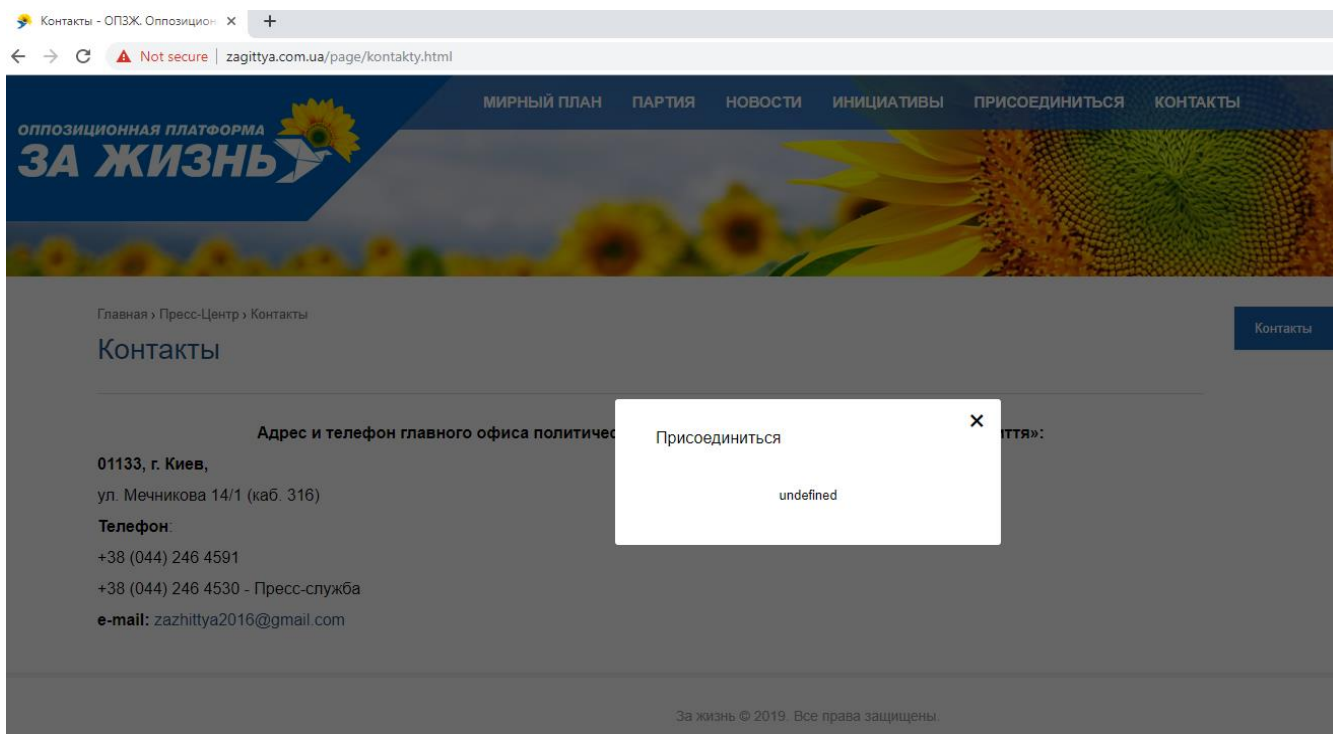 Контакты - ОПЗЖ. Оппозицион
Not secure | zagittya.com.ua/page/kontakty.html
МИРНЫЙ ПЛАН ПАРТИЯ НОВОСТИ ИНИЦИАТИВЫ ПРИСОЕДИНИТЬСЯ КОНТАКТЫ
ОППОЗИЦИОННАЯ ПЛАТФОРМА
ЗА ЖИЗНЬ
Главная › Пресс-Центр › Контакты
Контакты
Контакты
Адрес и телефон главного офиса политичес иття»:
Присоединиться
undefined
01133, г. Киев,
ул. Мечникова 14/1 (каб. 316)
Телефон:
+38 (044) 246 4591
+38 (044) 246 4530 - Пресс-служба
e-mail: zazhittya2016@gmail.com
За жизнь © 2019. Все права защищены.